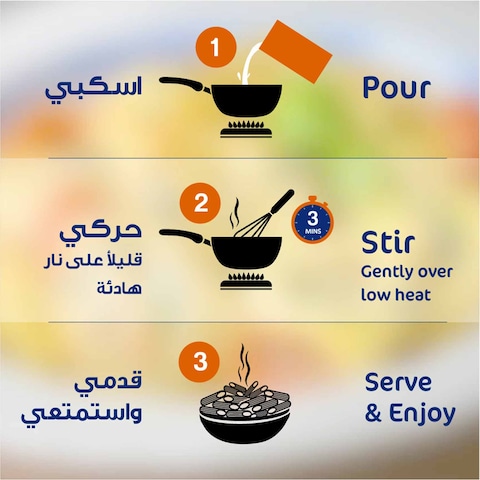 1
اسكبي
Pour
2
3
MINS
حركي
قليلاً على نار
هادئة
Stir
Gently over
low heat
3
قدمي
واستمتعي
Serve
& Enjoy